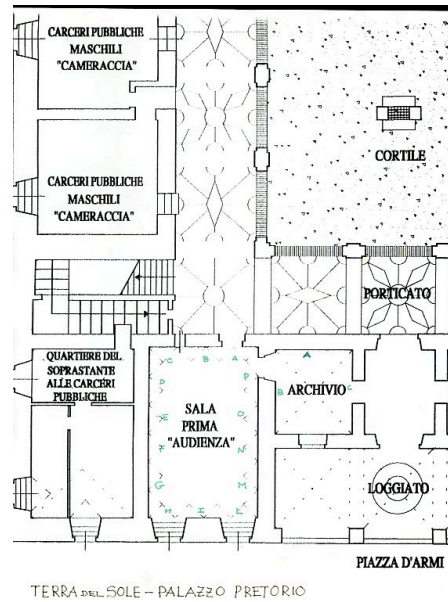 CARCERI PUBBLICHE
MASCHILI
"CAMERACCIA"
CARCERI PUBBLICHE
MASCHILI
"CAMERACCIA"
CORTILE
PORTICATO
QUARTIERE DEL
SOPRASTANTE
ALLE CARCERI
PUBBLICHE
SALA
PRIMA
"AUDIENZA"
C B A
D P
E O
F N
G M
H I L
ARCHIVIO
A
B C
LOGGIATO
PIAZZA D'ARMI
TERRA DEL SOLE - PALAZZO PRETORIO